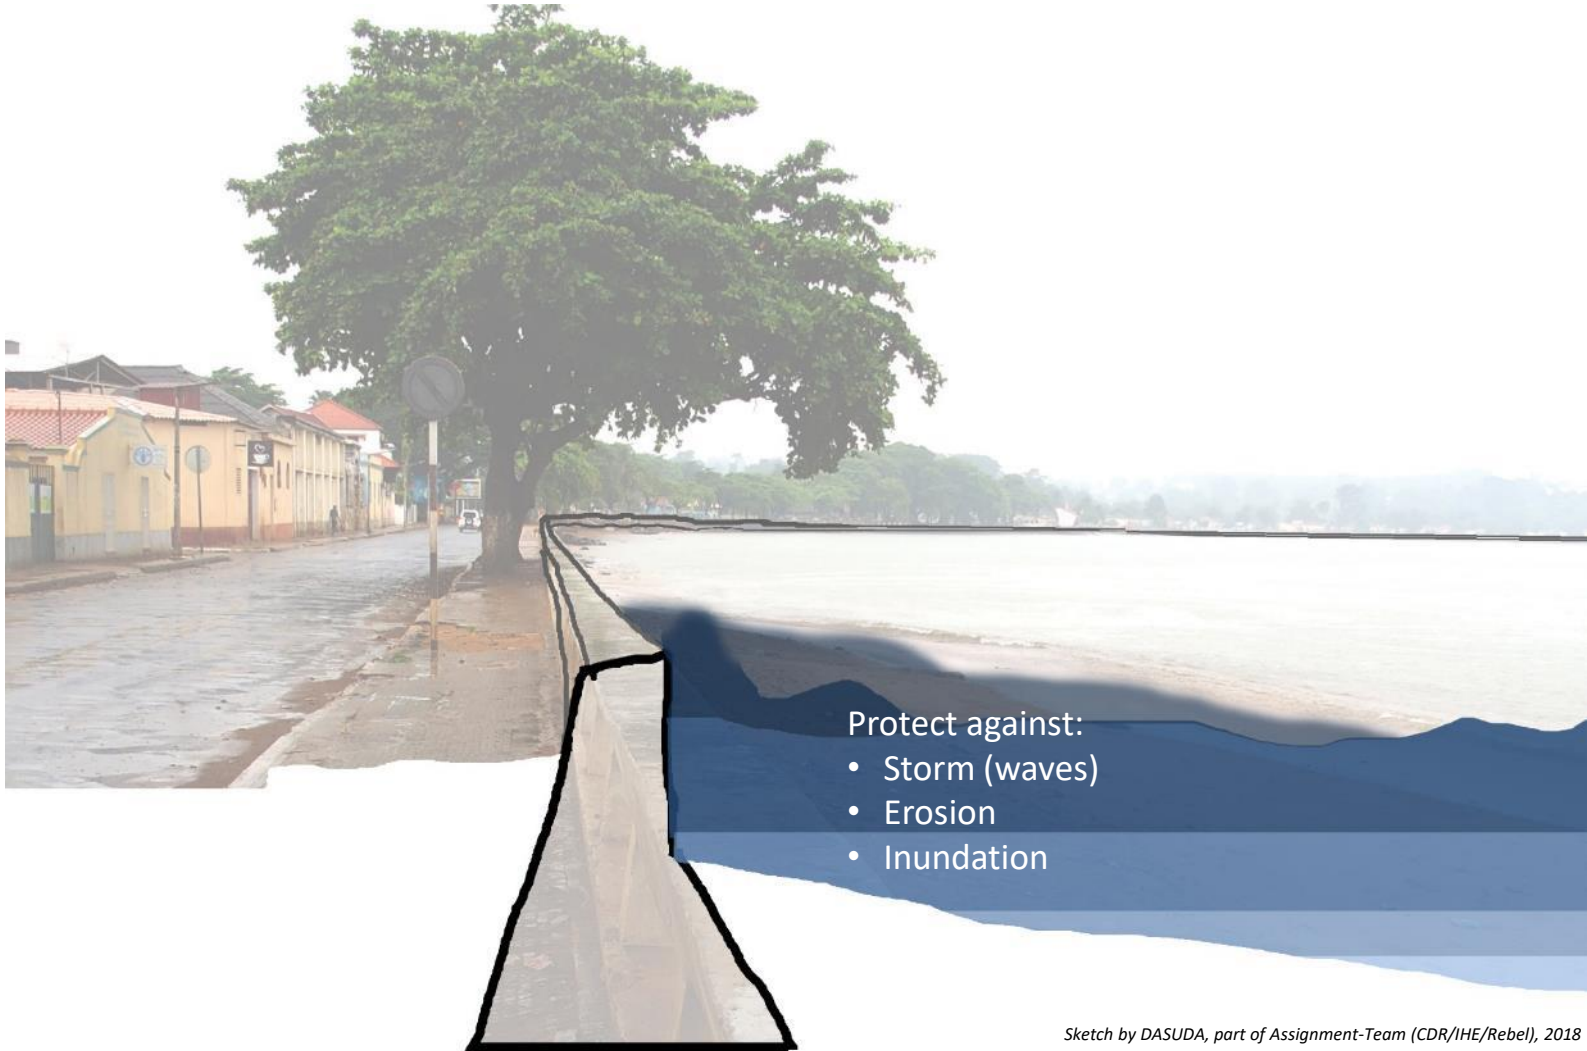 Protect against:
• Storm (waves)
• Erosion
• Inundation
Sketch by DASUDA, part of Assignment-Team (CDR/IHE/Rebel), 2018